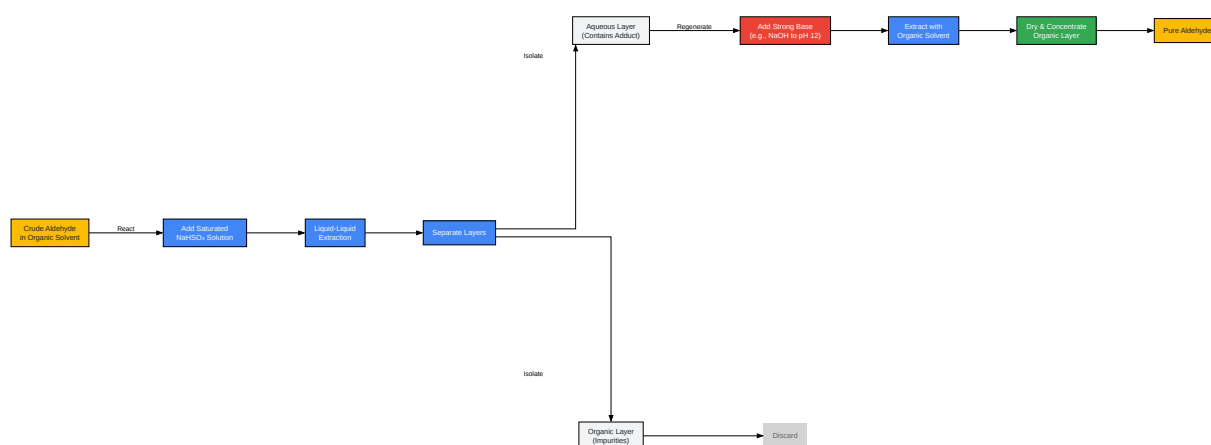 Aqueous Layer
(Contains Adduct)
Regenerate
Add Strong Base
(e.g., NaOH to pH 12)
Extract with
Organic Solvent
Dry & Concentrate
Organic Layer
Pure Aldehyde
Isolate
Crude Aldehyde
in Organic Solvent
React
Add Saturated
NaHSO₃ Solution
Liquid-Liquid
Extraction
Separate Layers
Isolate
Organic Layer
(Impurities)
Discard